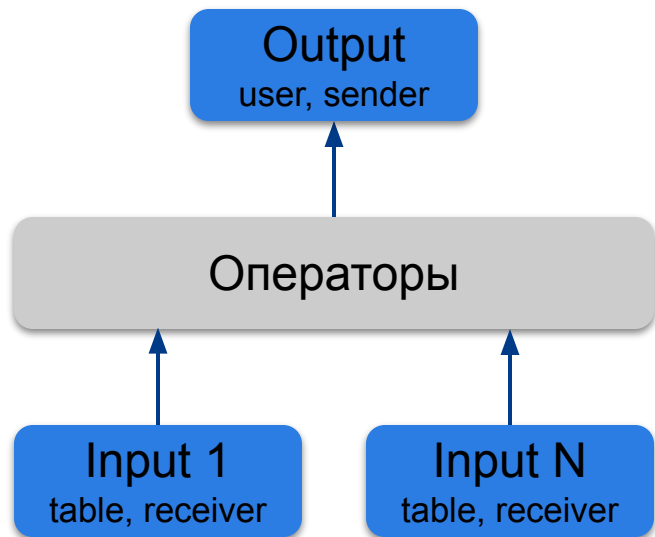 Output
user, sender
Операторы
Input 1
table, receiver
Input N
table, receiver